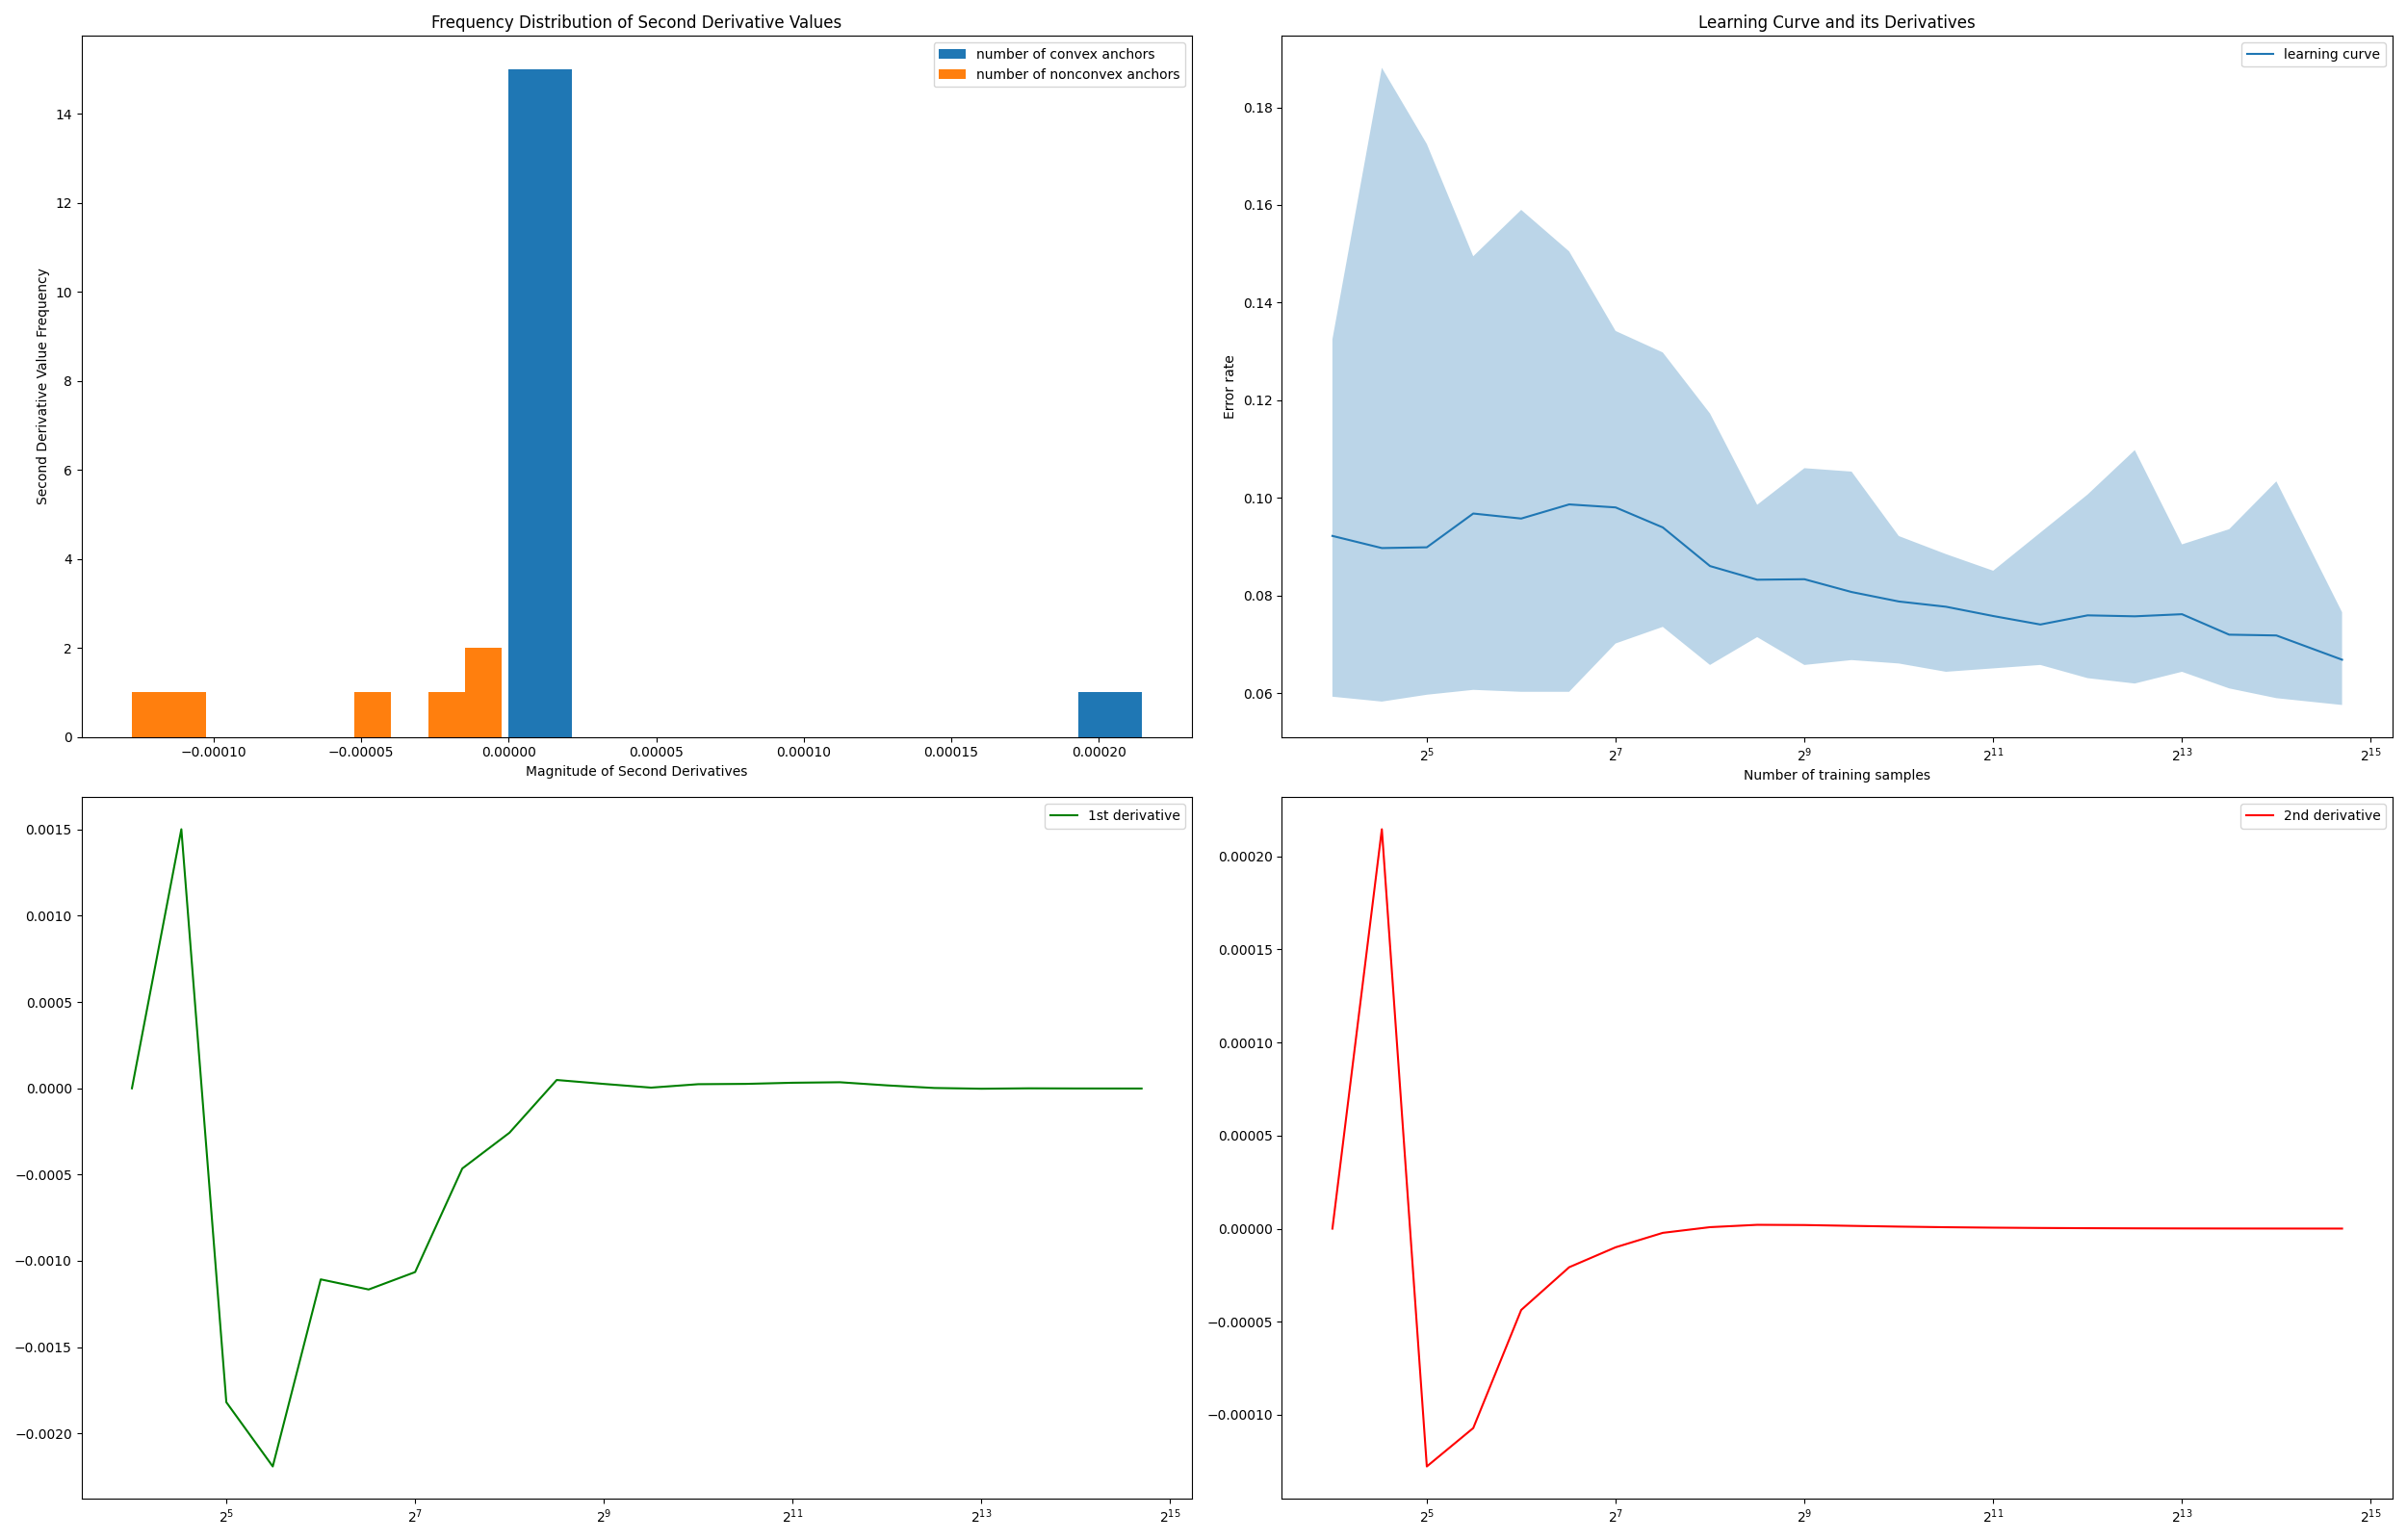 Frequency Distribution of Second Derivative Values
number of convex anchors
number of nonconvex anchors
14
12
10
8
6
4
2
0
Second Derivative Value Frequency
−0.00010 −0.00005 0.00000 0.00005 0.00010 0.00015 0.00020
Magnitude of Second Derivatives
Learning Curve and its Derivatives
learning curve
0.18
0.16
0.14
0.12
0.10
0.08
0.06
Error rate
2^5 2^7 2^9 2^11 2^13 2^15
Number of training samples
1st derivative
0.0015
0.0010
0.0005
0.0000
−0.0005
−0.0010
−0.0015
−0.0020
2^5 2^7 2^9 2^11 2^13 2^15
2nd derivative
0.00020
0.00015
0.00010
0.00005
0.00000
−0.00005
−0.00010
2^5 2^7 2^9 2^11 2^13 2^15